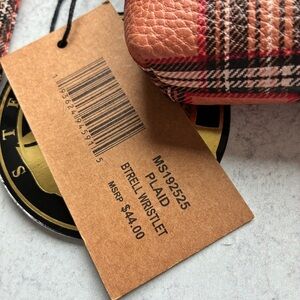 MS192525
PLAID
BTRELL WRISTLET
MSRP $44.00